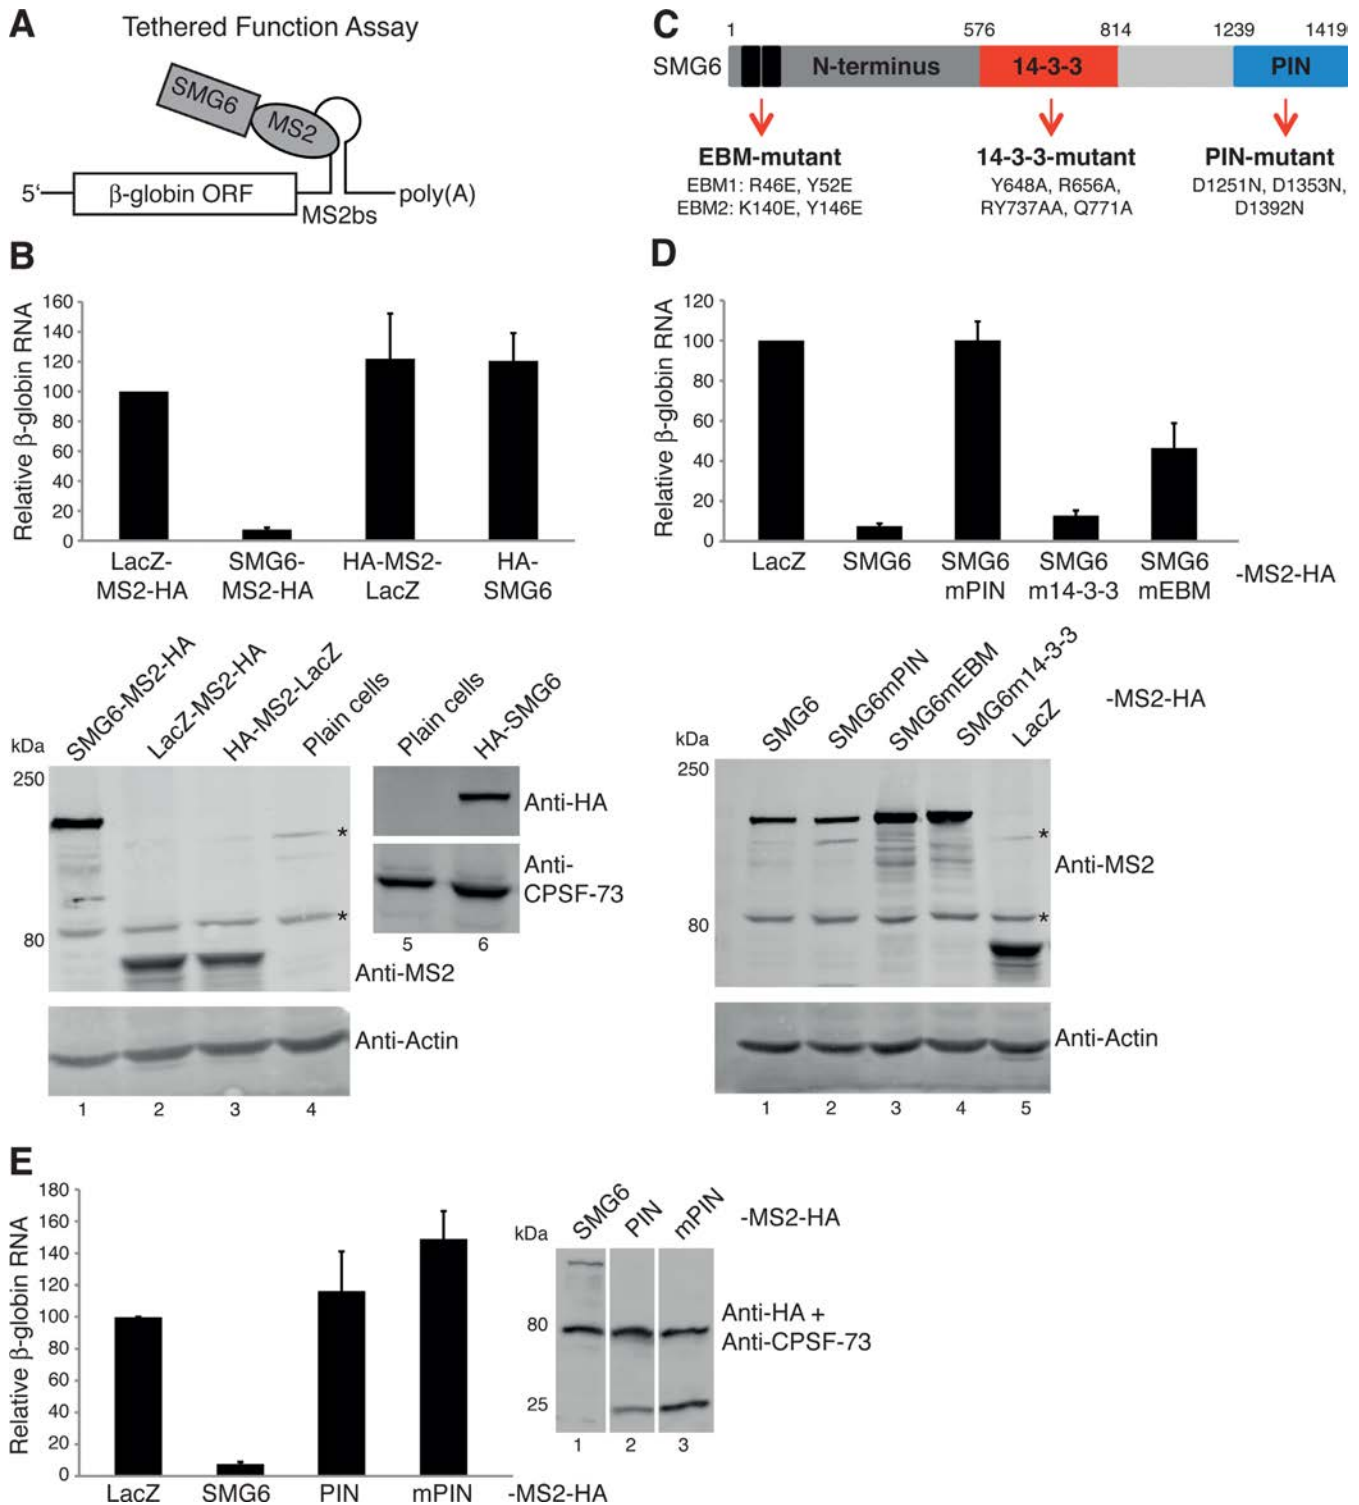 A
Tethered Function Assay
SMG6
MS2
5‘
β-globin ORF
MS2bs
poly(A)
C
1 576 814 1239 1419
SMG6
N-terminus
14-3-3
PIN
EBM-mutant
EBM1: R46E, Y52E
EBM2: K140E, Y146E
14-3-3-mutant
Y648A, R656A,
RY737AA, Q771A
PIN-mutant
D1251N, D1353N,
D1392N
B
Relative β-globin RNA
160
140
120
100
80
60
40
20
0
LacZ-
MS2-HA
SMG6-
MS2-HA
HA-MS2-
LacZ
HA-
SMG6
kDa
SMG6-MS2-HA
LacZ-MS2-HA
HA-MS2-LacZ
Plain cells
250
80
*
*
Anti-MS2
Anti-Actin
1 2 3 4
Plain cells
HA-SMG6
Anti-HA
Anti-
CPSF-73
5 6
D
Relative β-globin RNA
120
100
80
60
40
20
0
LacZ
SMG6
SMG6
mPIN
SMG6
m14-3-3
SMG6
mEBM
-MS2-HA
kDa
SMG6
SMG6mPIN
SMG6mEBM
SMG6m14-3-3
LacZ
-MS2-HA
250
80
*
*
Anti-MS2
Anti-Actin
1 2 3 4 5
E
Relative β-globin RNA
180
160
140
120
100
80
60
40
20
0
LacZ SMG6 PIN mPIN -MS2-HA
kDa
SMG6
PIN
mPIN
-MS2-HA
80
25
Anti-HA +
Anti-CPSF-73
1 2 3